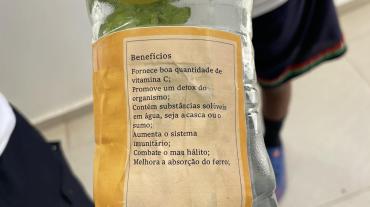 Benefícios
Fornece boa quantidade de
vitamina C;
Promove um detox do
organismo;
Contém substâncias solúveis
em água, seja a casca ou o
sumo;
Aumenta o sistema
imunitário;
Combate o mau hálito;
Melhora a absorção do ferro;